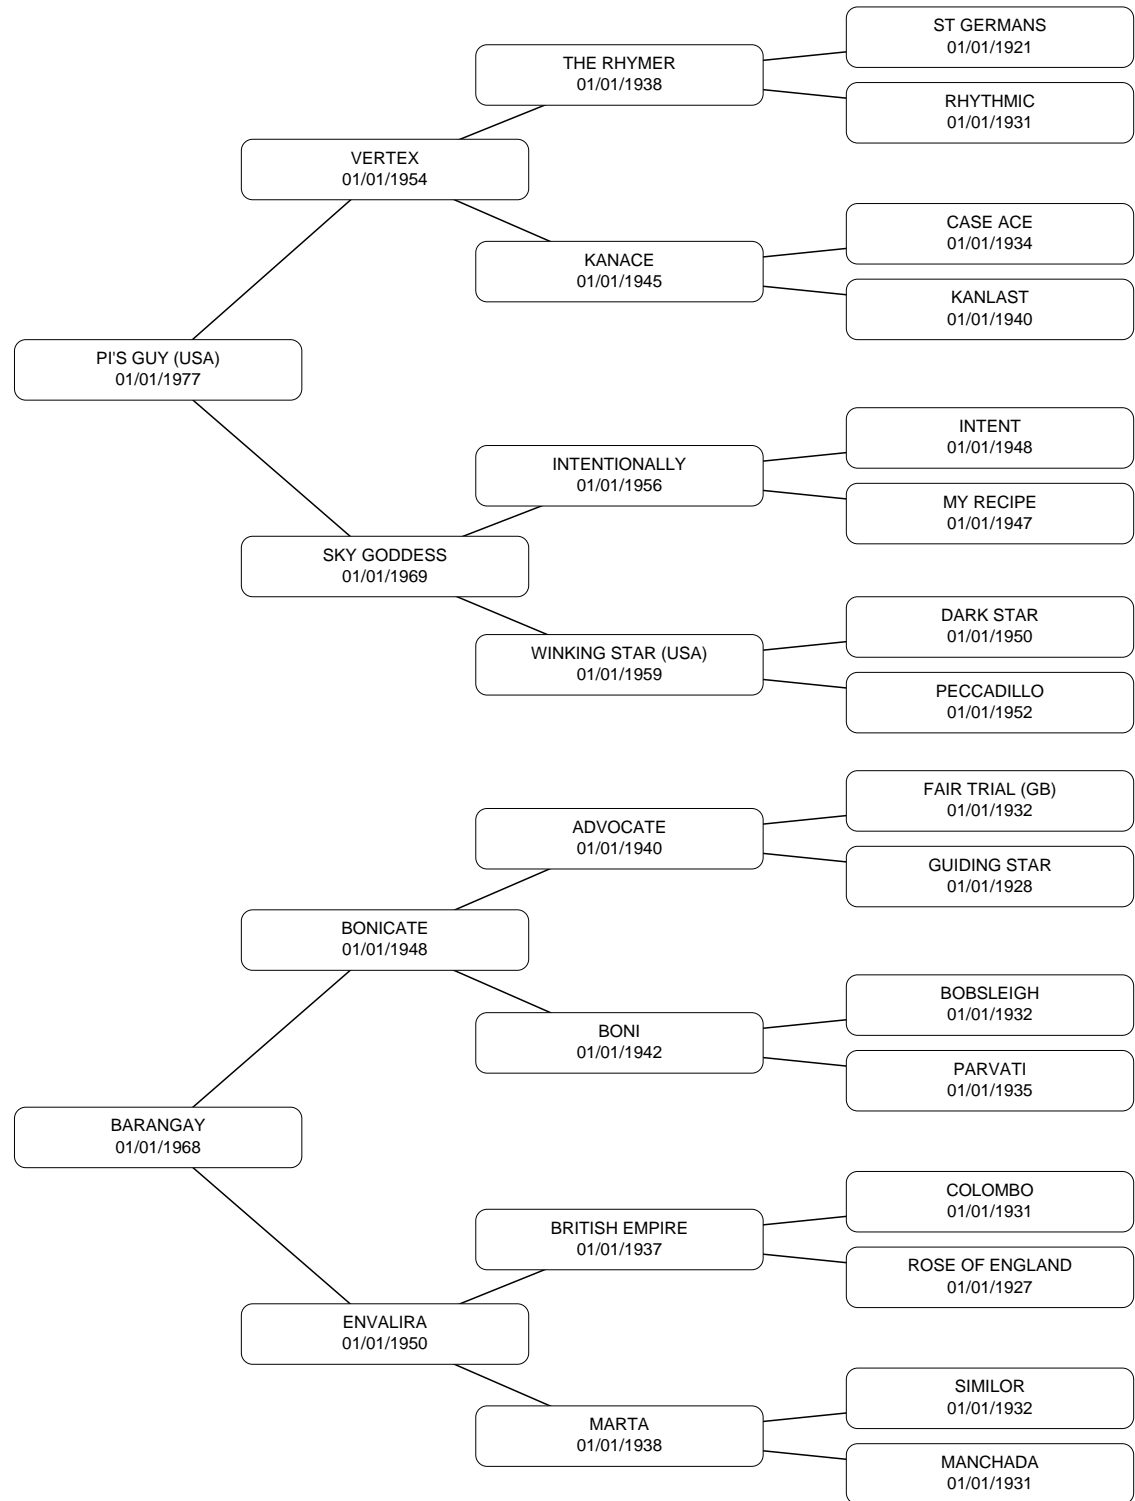 ST GERMANS
01/01/1921
THE RHYMER
01/01/1938
RHYTHMIC
01/01/1931
VERTEX
01/01/1954
CASE ACE
01/01/1934
KANACE
01/01/1945
KANLAST
01/01/1940
PI'S GUY (USA)
01/01/1977
INTENT
01/01/1948
INTENTIONALLY
01/01/1956
MY RECIPE
01/01/1947
SKY GODDESS
01/01/1969
DARK STAR
01/01/1950
WINKING STAR (USA)
01/01/1959
PECCADILLO
01/01/1952
FAIR TRIAL (GB)
01/01/1932
ADVOCATE
01/01/1940
GUIDING STAR
01/01/1928
BONICATE
01/01/1948
BOBSLEIGH
01/01/1932
BONI
01/01/1942
PARVATI
01/01/1935
BARANGAY
01/01/1968
COLOMBO
01/01/1931
BRITISH EMPIRE
01/01/1937
ROSE OF ENGLAND
01/01/1927
ENVALIRA
01/01/1950
SIMILOR
01/01/1932
MARTA
01/01/1938
MANCHADA
01/01/1931